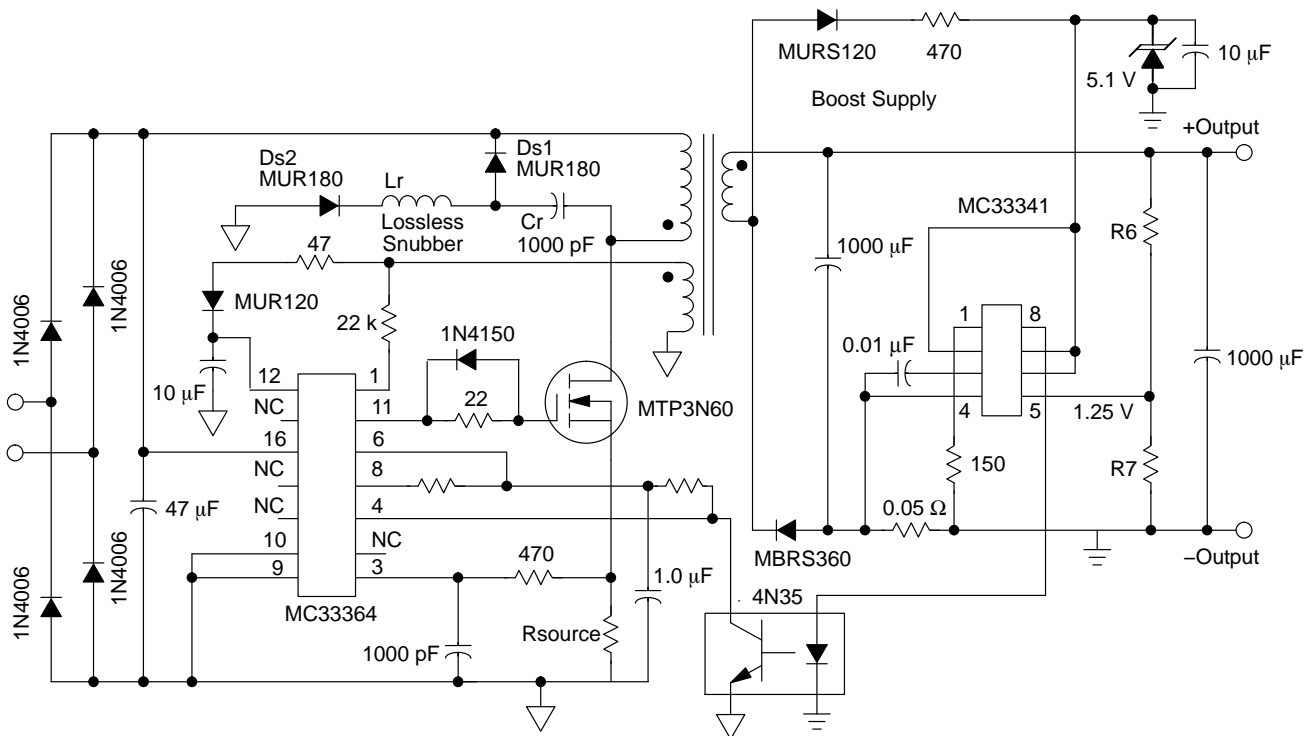 MURS120
470
5.1 V
10 μF
Boost Supply
+Output
Ds2
MUR180
Lr
Ds1
MUR180
Lossless
Snubber
Cr
1000 pF
47
MC33341
1000 μF
R6
1N4006
1N4006
MUR120
22 k
1N4150
1
8
0.01 μF
1000 μF
10 μF
12
1
22
MTP3N60
4
5
1.25 V
NC
11
16
6
NC
8
150
R7
47 μF
NC
4
0.05 Ω
10
NC
MBRS360
−Output
1N4006
1N4006
9
3
470
1.0 μF
4N35
MC33364
Rsource
1000 pF